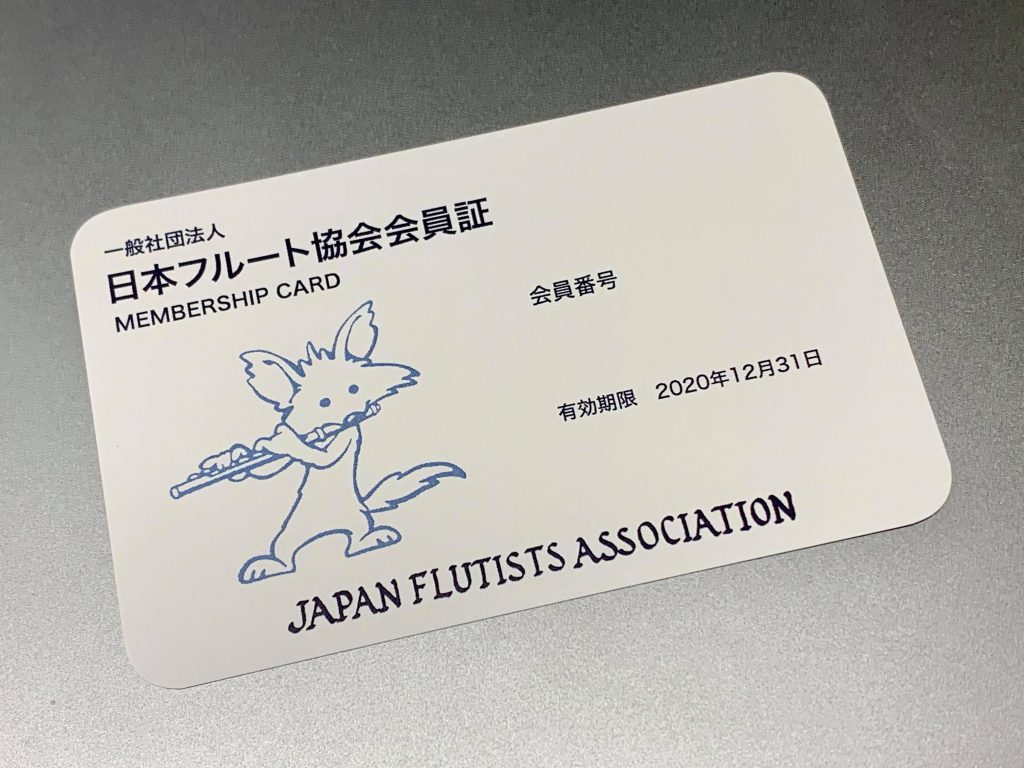 一般社団法人
日本フルート協会会員証
MEMBERSHIP CARD
会員番号
有効期限　2020年12月31日
JAPAN FLUTISTS ASSOCIATION